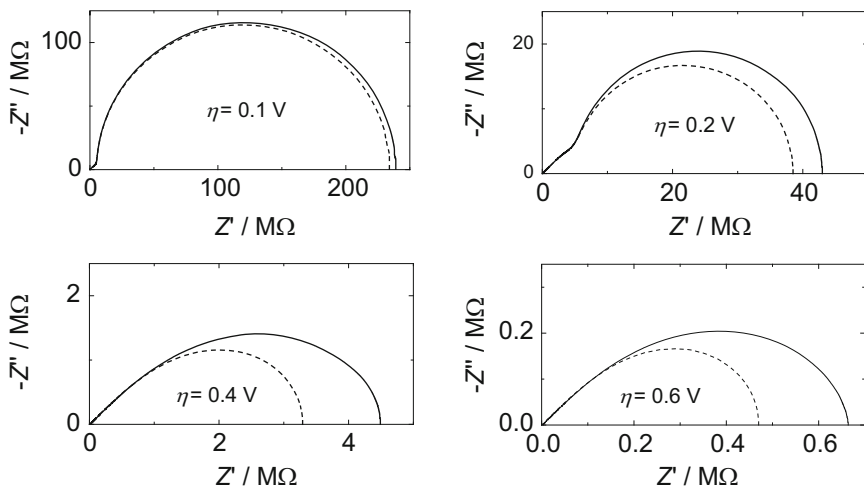 -Z" / MΩ
100
0
η = 0.1 V
0 100 200
Z' / MΩ
-Z" / MΩ
20
0
η = 0.2 V
0 20 40
Z' / MΩ
-Z" / MΩ
2
0
η = 0.4 V
0 2 4
Z' / MΩ
-Z" / MΩ
0.2
0.0
η = 0.6 V
0.0 0.2 0.4 0.6
Z' / MΩ